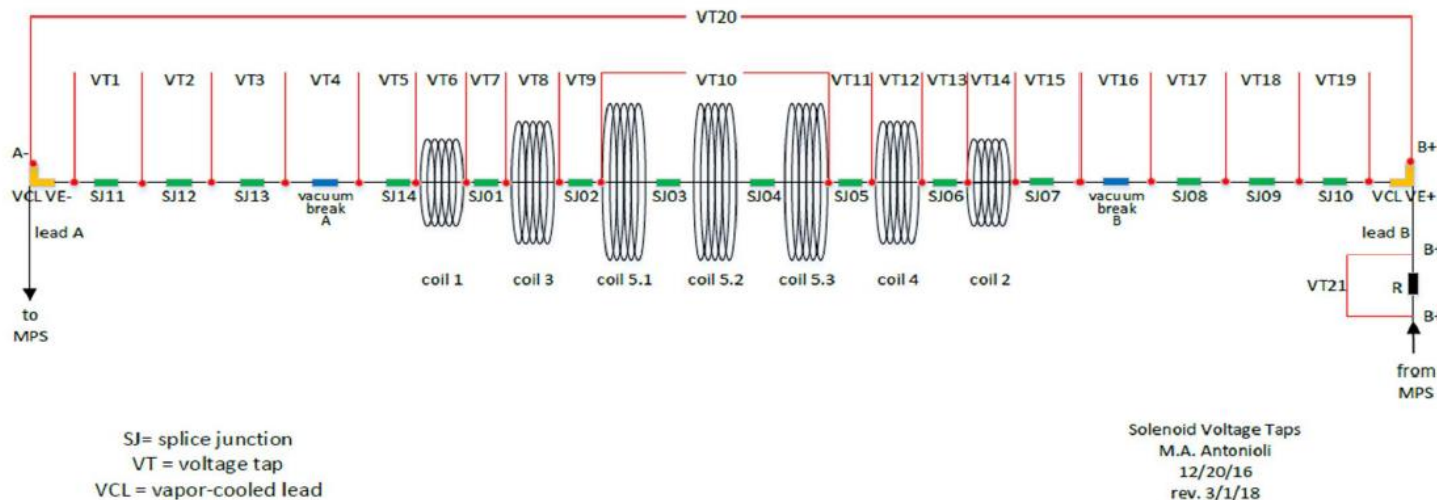 VT20
VT1 VT2 VT3 VT4 VT5 VT6 VT7 VT8 VT9 VT10 VT11 VT12 VT13 VT14 VT15 VT16 VT17 VT18 VT19
A- B+
VCL VE- SJ11 SJ12 SJ13 vacuum break A SJ14 SJ01 SJ02 SJ03 SJ04 SJ05 SJ06 SJ07 vacuum break B SJ08 SJ09 SJ10 VCL VE+
lead A lead B
B-
coil 1 coil 3 coil 5.1 coil 5.2 coil 5.3 coil 4 coil 2
VT21 R
to
MPS
B-
from
MPS
SJ= splice junction
VT = voltage tap
VCL = vapor-cooled lead
Solenoid Voltage Taps
M.A. Antonioli
12/20/16
rev. 3/1/18